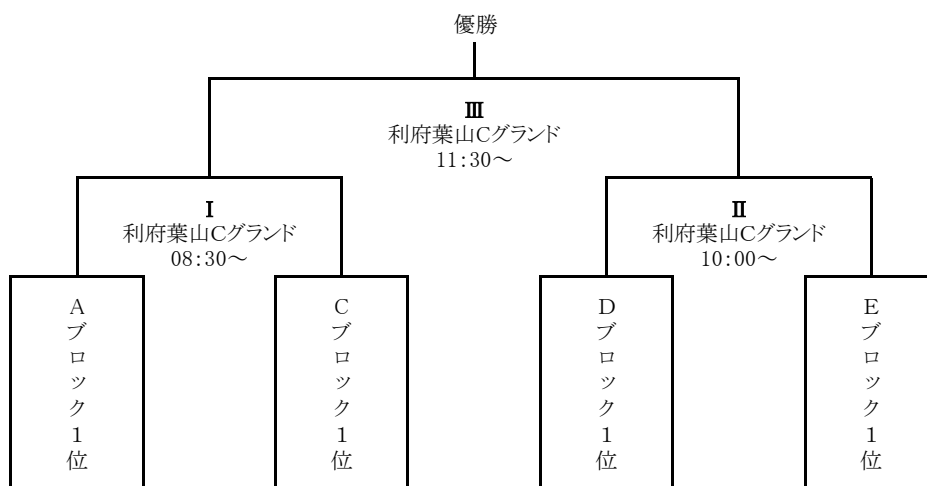 優勝
Ⅲ
利府葉山Cグランド
11:30～
Ⅰ
利府葉山Cグランド
08:30～
Ⅱ
利府葉山Cグランド
10:00～
Aブロック1位
Cブロック1位
Dブロック1位
Eブロック1位